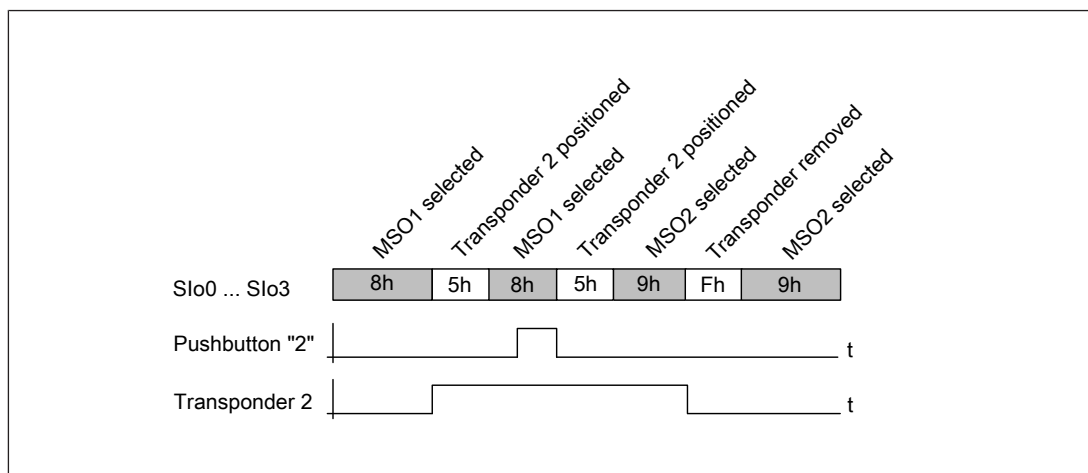 MSO1 selected
Transponder 2 positioned
MSO1 selected
Transponder 2 positioned
MSO2 selected
Transponder removed
MSO2 selected
SIo0 ... SIo3 8h 5h 8h 5h 9h Fh 9h
Pushbutton "2" t
Transponder 2 t